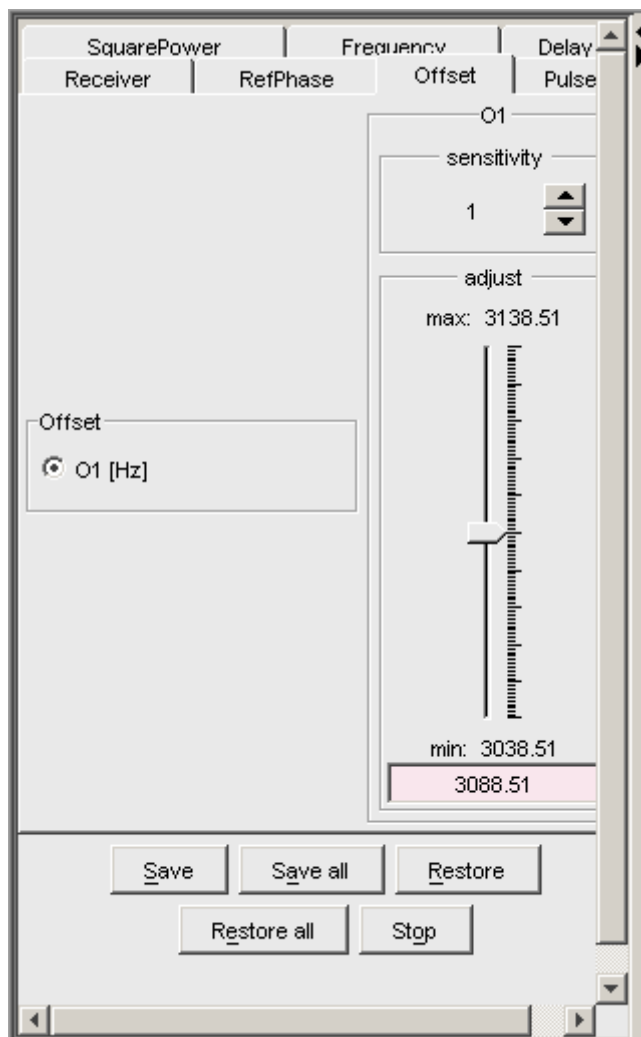 SquarePower Frequency Delay
Receiver RefPhase Offset Pulse
O1
sensitivity
1
adjust
max: 3138.51
Offset
O1 [Hz]
min: 3038.51
3088.51
Save Save all Restore
Restore all Stop